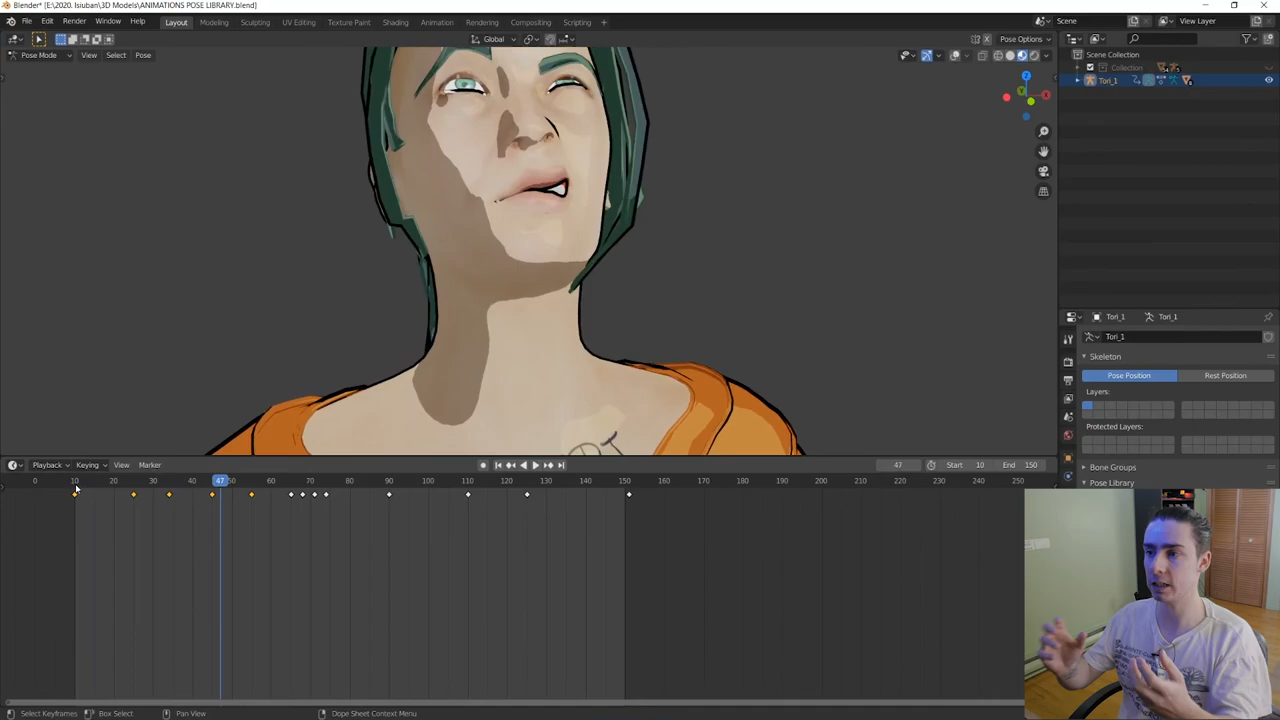 Blender* [E:\2020. Isiuban\3D Models\ANIMATIONS POSE LIBRARY.blend]
File Edit Render Window Help Layout Modeling Sculpting UV Editing Texture Paint Shading Animation Rendering Compositing Scripting + Scene View Layer
Global Pose Options
Pose Mode View Select Pose
Scene Collection
Collection
Tori_1
Z
X
Y
Tori_1 Tori_1
Tori_1
Skeleton
Pose Position Rest Position
Layers:
Protected Layers:
Bone Groups
Pose Library
Playback Keying View Marker 47 Start 10 End 150
0 10 20 30 40 47 50 60 70 80 90 100 110 120 130 140 150 160 170 180 190 200 210 220 230 240 250
Select Keyframes Box Select Pan View Dope Sheet Context Menu